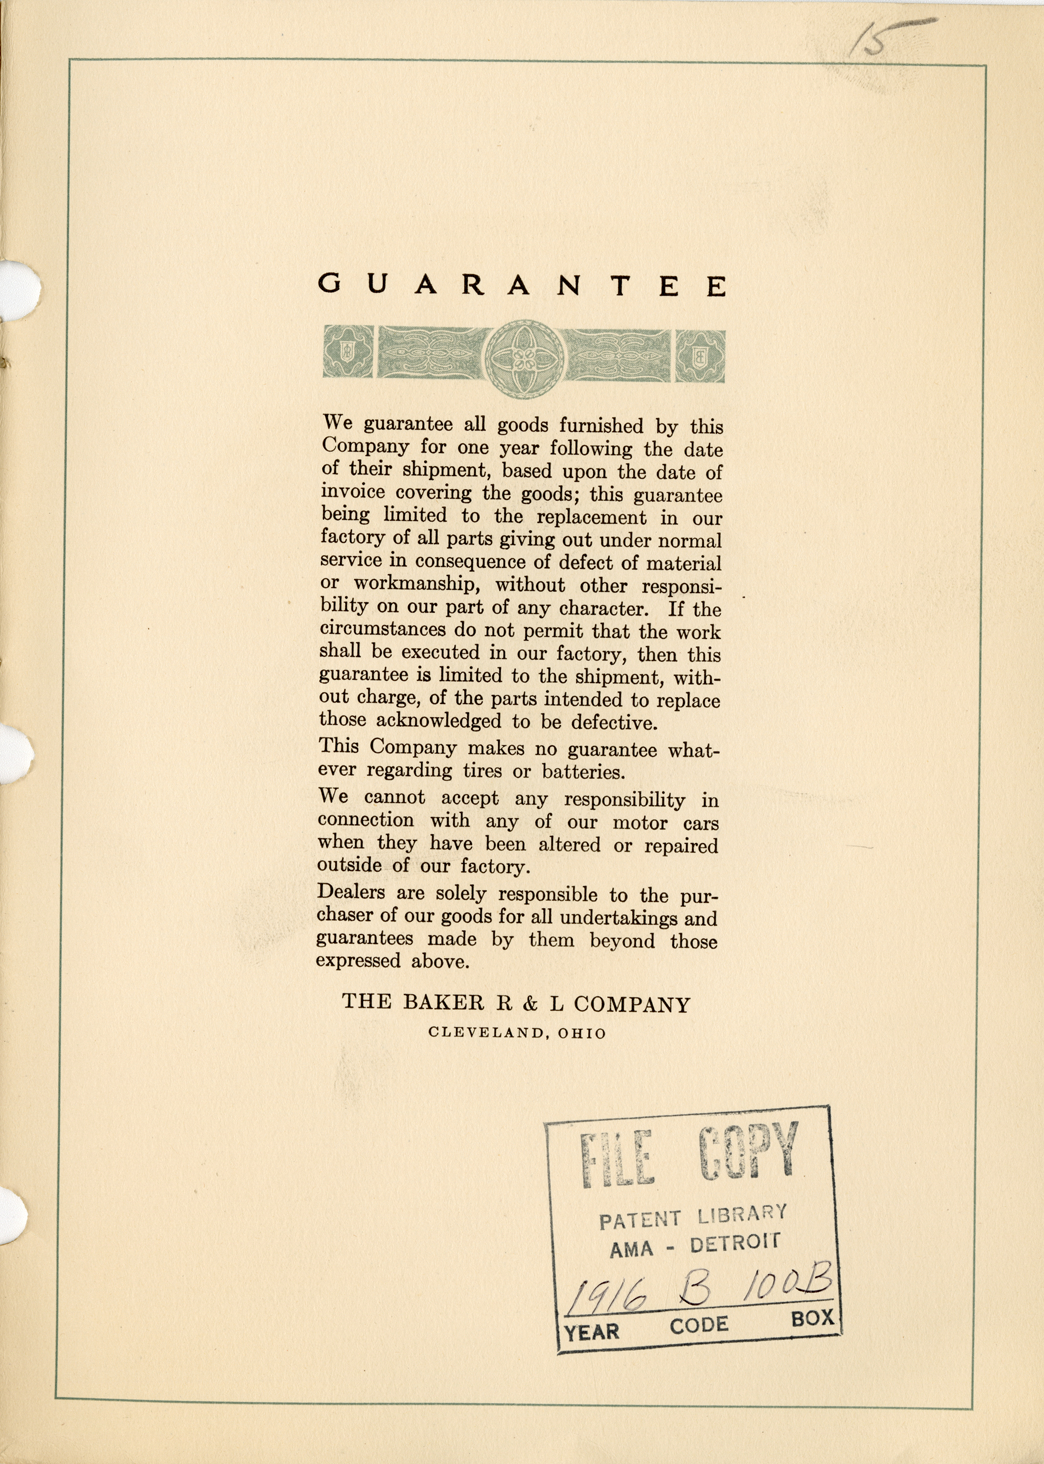 15
GUARANTEE
We guarantee all goods furnished by this
Company for one year following the date
of their shipment, based upon the date of
invoice covering the goods; this guarantee
being limited to the replacement in our
factory of all parts giving out under normal
service in consequence of defect of material
or workmanship, without other responsi-
bility on our part of any character. If the
circumstances do not permit that the work
shall be executed in our factory, then this
guarantee is limited to the shipment, with-
out charge, of the parts intended to replace
those acknowledged to be defective.
This Company makes no guarantee what-
ever regarding tires or batteries.
We cannot accept any responsibility in
connection with any of our motor cars
when they have been altered or repaired
outside of our factory.
Dealers are solely responsible to the pur-
chaser of our goods for all undertakings and
guarantees made by them beyond those
expressed above.
THE BAKER R & L COMPANY
CLEVELAND, OHIO
FILE COPY
PATENT LIBRARY
AMA - DETROIT
1916 B 100B
YEAR CODE BOX